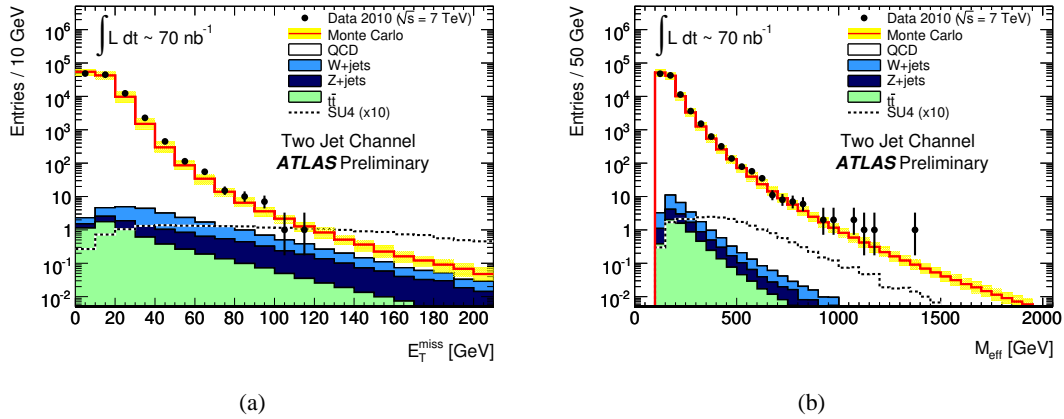 Entries / 10 GeV
10⁶
10⁵
10⁴
10³
10²
10
1
10⁻¹
10⁻²
∫ L dt ~ 70 nb⁻¹
Data 2010 (√s = 7 TeV)
Monte Carlo
QCD
W+jets
Z+jets
tt̄
SU4 (x10)
Two Jet Channel
ATLAS Preliminary
0 20 40 60 80 100 120 140 160 180 200
E_T^miss [GeV]
(a)
Entries / 50 GeV
10⁶
10⁵
10⁴
10³
10²
10
1
10⁻¹
10⁻²
∫ L dt ~ 70 nb⁻¹
Data 2010 (√s = 7 TeV)
Monte Carlo
QCD
W+jets
Z+jets
tt̄
SU4 (x10)
Two Jet Channel
ATLAS Preliminary
0 500 1000 1500 2000
M_eff [GeV]
(b)